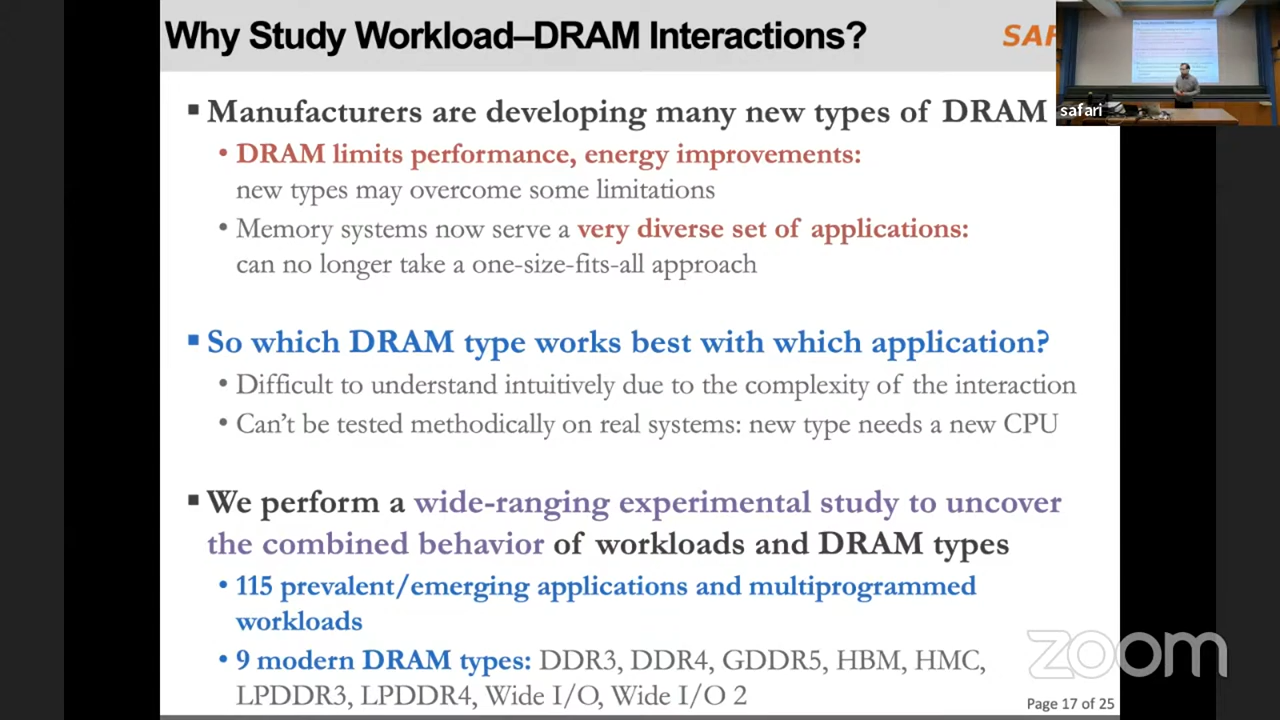 Why Study Workload–DRAM Interactions?
SAF
safari
▪ Manufacturers are developing many new types of DRAM
• DRAM limits performance, energy improvements:
new types may overcome some limitations
• Memory systems now serve a very diverse set of applications:
can no longer take a one-size-fits-all approach
▪ So which DRAM type works best with which application?
• Difficult to understand intuitively due to the complexity of the interaction
• Can't be tested methodically on real systems: new type needs a new CPU
▪ We perform a wide-ranging experimental study to uncover
the combined behavior of workloads and DRAM types
• 115 prevalent/emerging applications and multiprogrammed
workloads
• 9 modern DRAM types: DDR3, DDR4, GDDR5, HBM, HMC,
LPDDR3, LPDDR4, Wide I/O, Wide I/O 2
zoom
Page 17 of 25